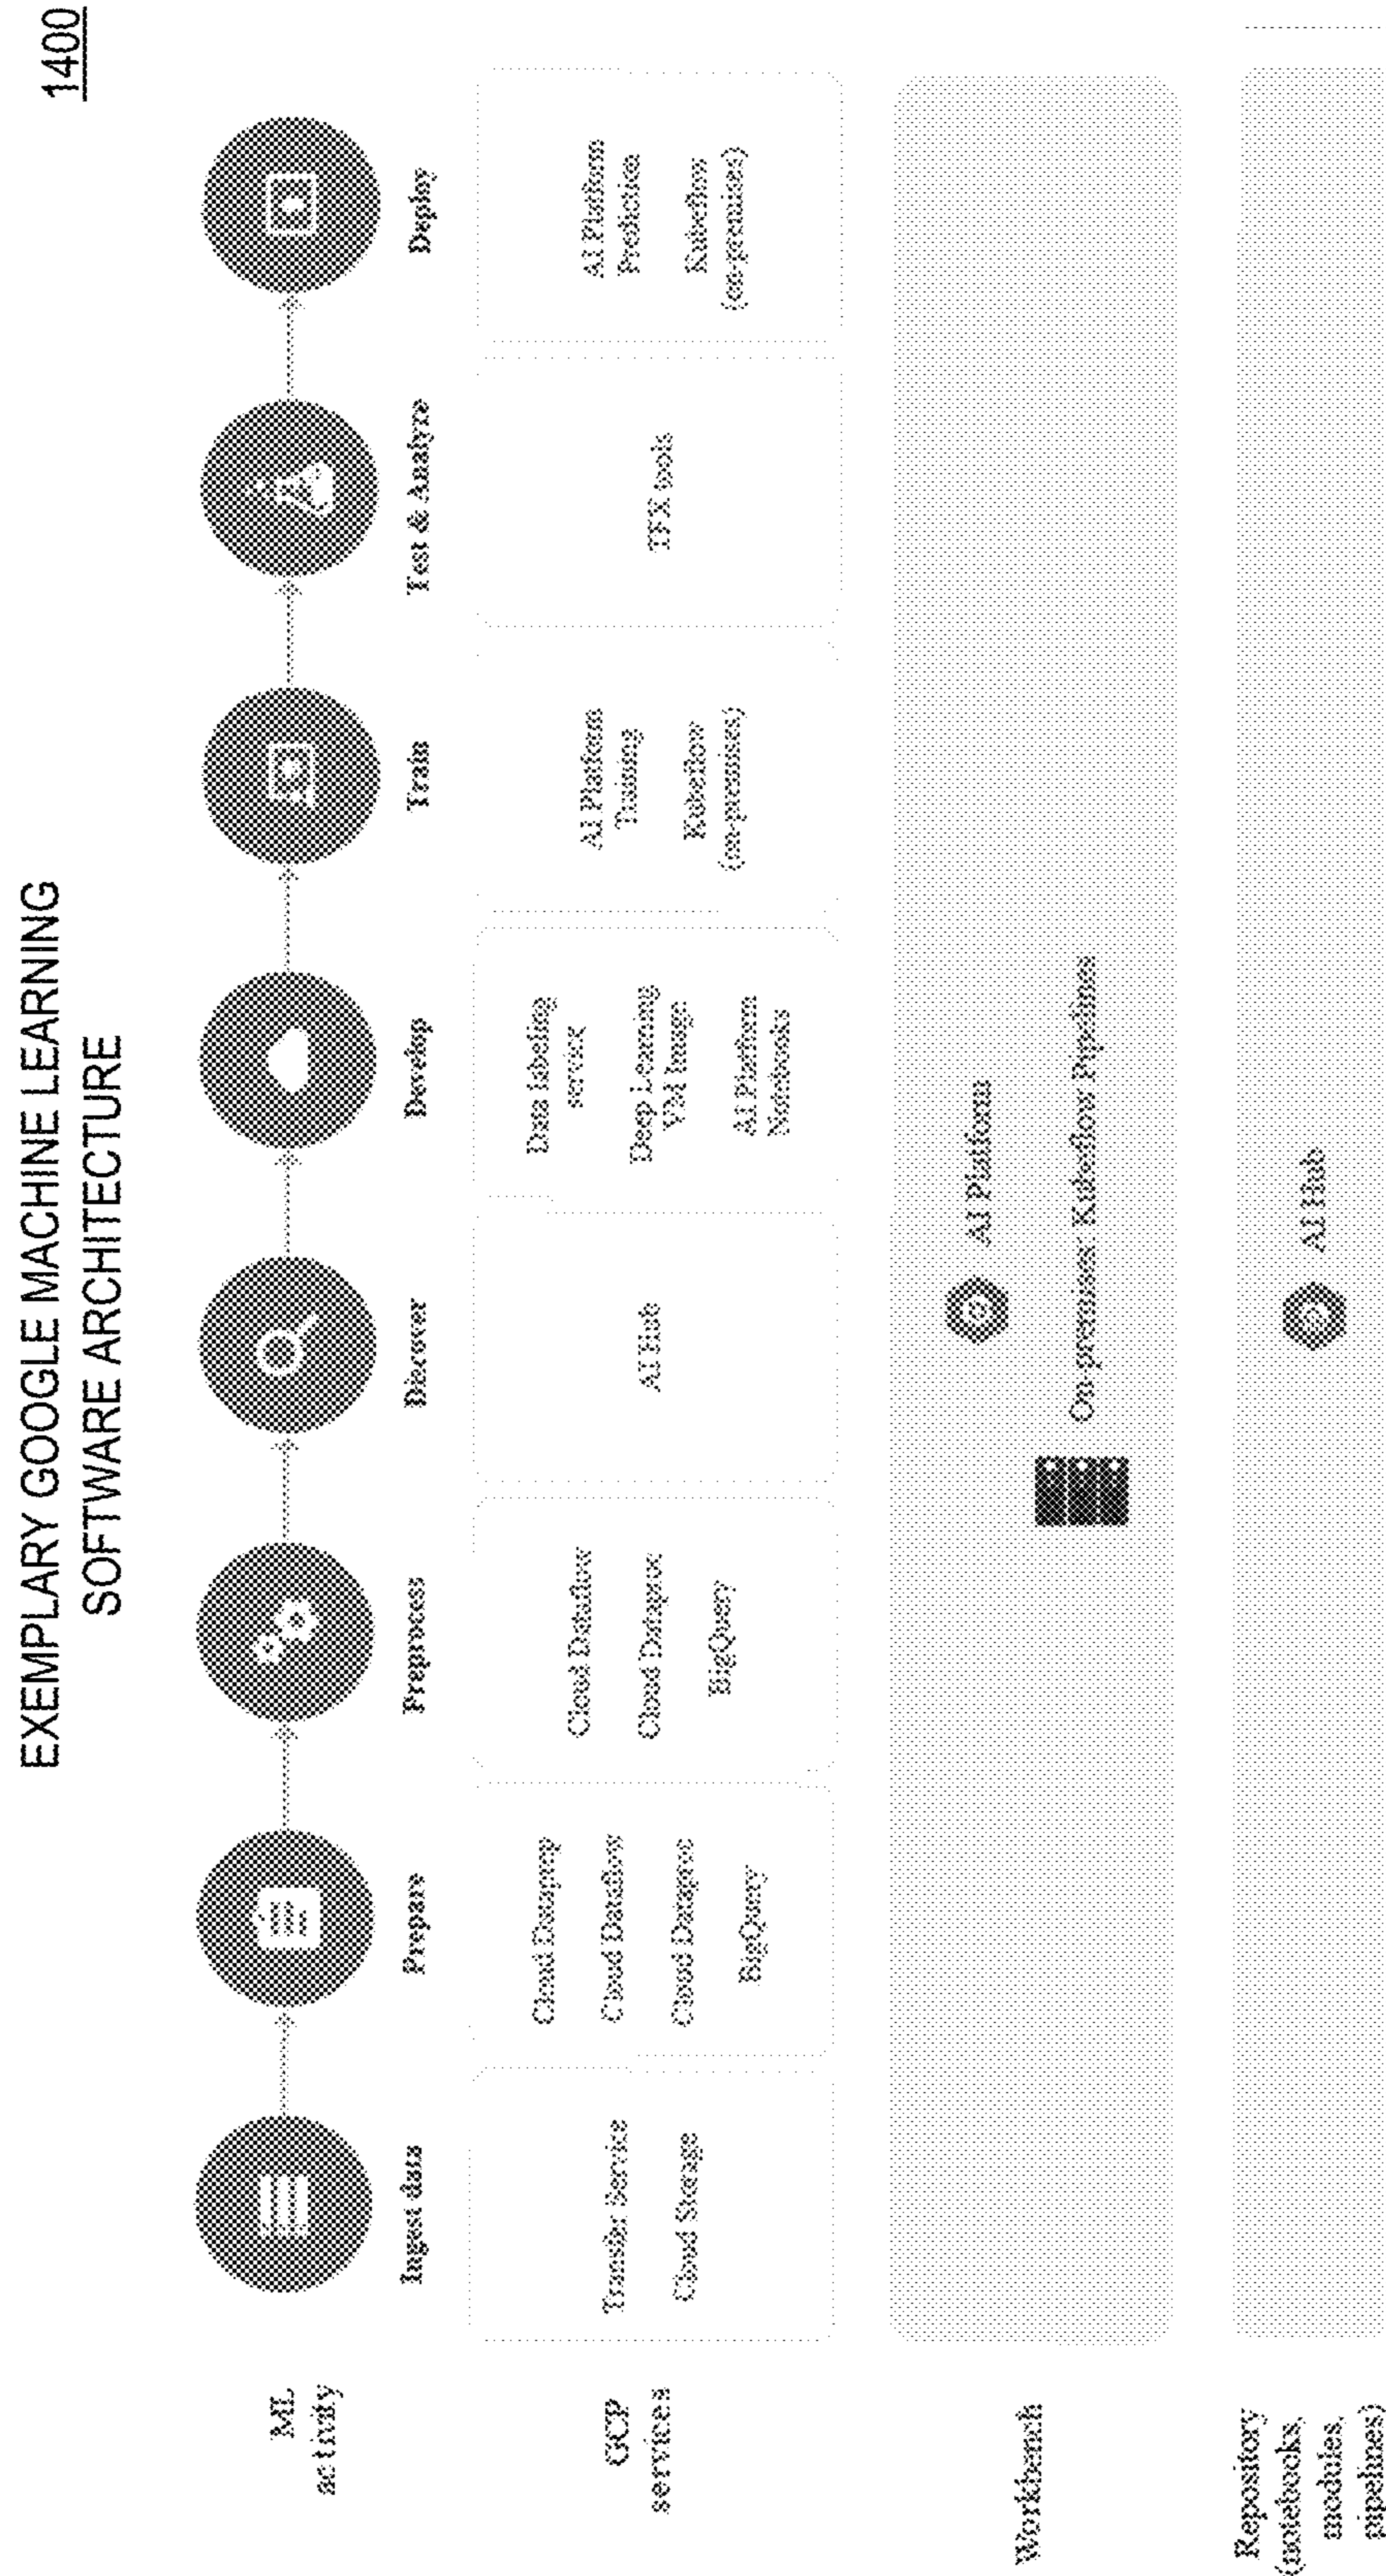 1400
EXEMPLARY GOOGLE MACHINE LEARNING
SOFTWARE ARCHITECTURE
ML
activity
Ingest data
Prepare
Preprocess
Discover
Develop
Train
Test & Analyze
Deploy
GCP
services
Transfer Service
Cloud Storage
Cloud Dataprep
Cloud Dataflow
Cloud Dataproc
BigQuery
Cloud Dataflow
Cloud Dataproc
BigQuery
AI Hub
Data labeling
service
Deep Learning
VM Image
AI Platform
Notebooks
AI Platform
Training
Kubeflow
(on-premises)
TFX tools
AI Platform
Prediction
Kubeflow
(on-premises)
Workbench
AI Platform
On-premises: Kubeflow Pipelines
Repository
(notebooks,
modules,
pipelines)
AI Hub